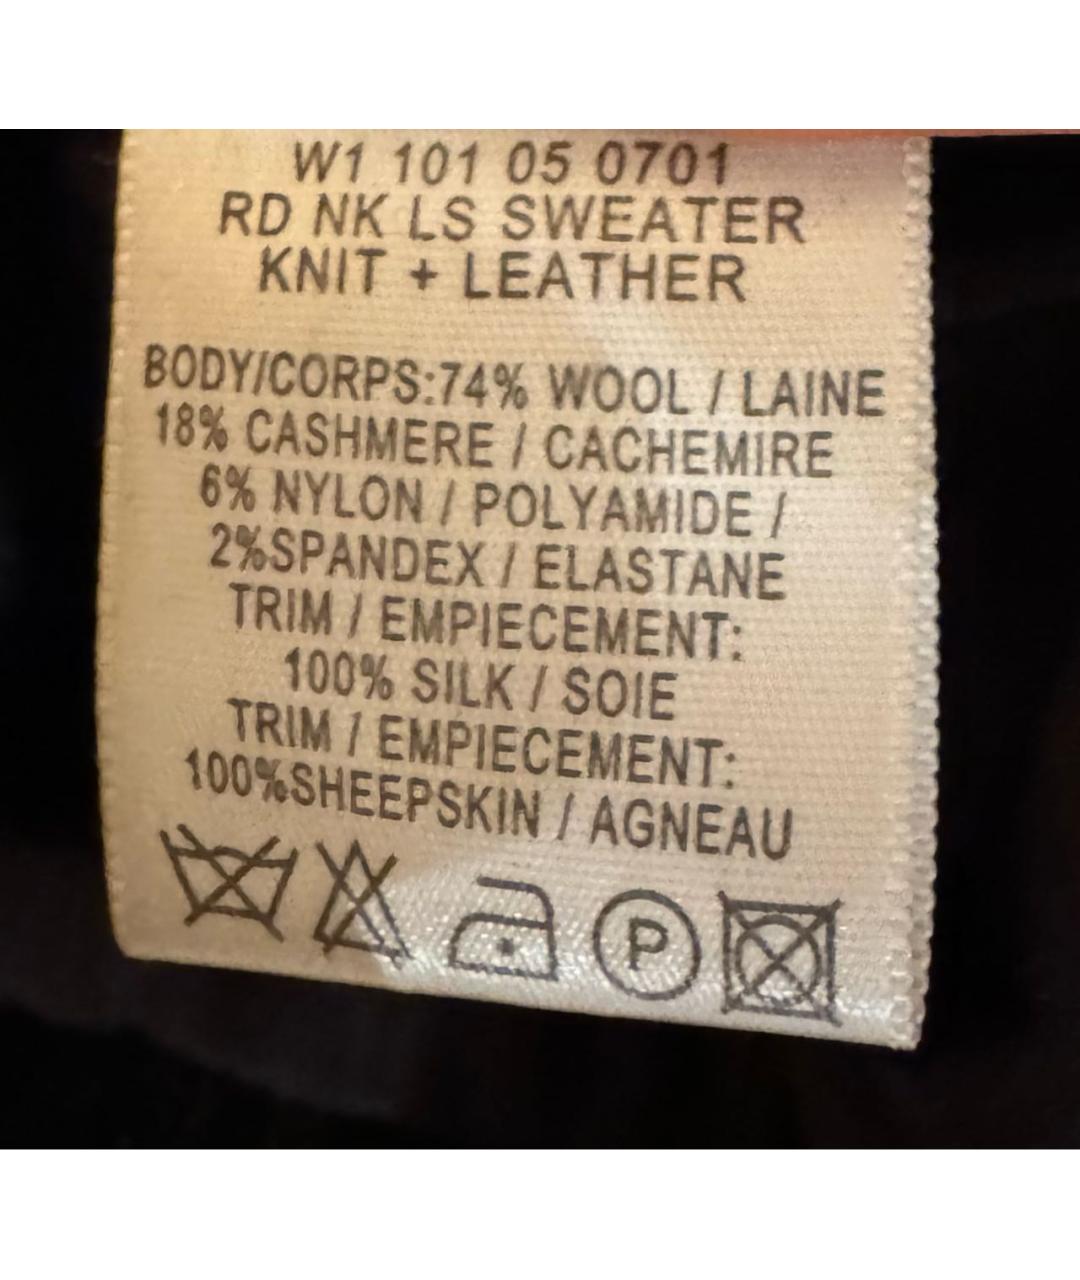 W1 101 05 0701
RD NK LS SWEATER
KNIT + LEATHER
BODY/CORPS:74% WOOL / LAINE
18% CASHMERE / CACHEMIRE
6% NYLON / POLYAMIDE /
2%SPANDEX / ELASTANE
TRIM / EMPIECEMENT:
100% SILK / SOIE
TRIM / EMPIECEMENT:
100%SHEEPSKIN / AGNEAU
P